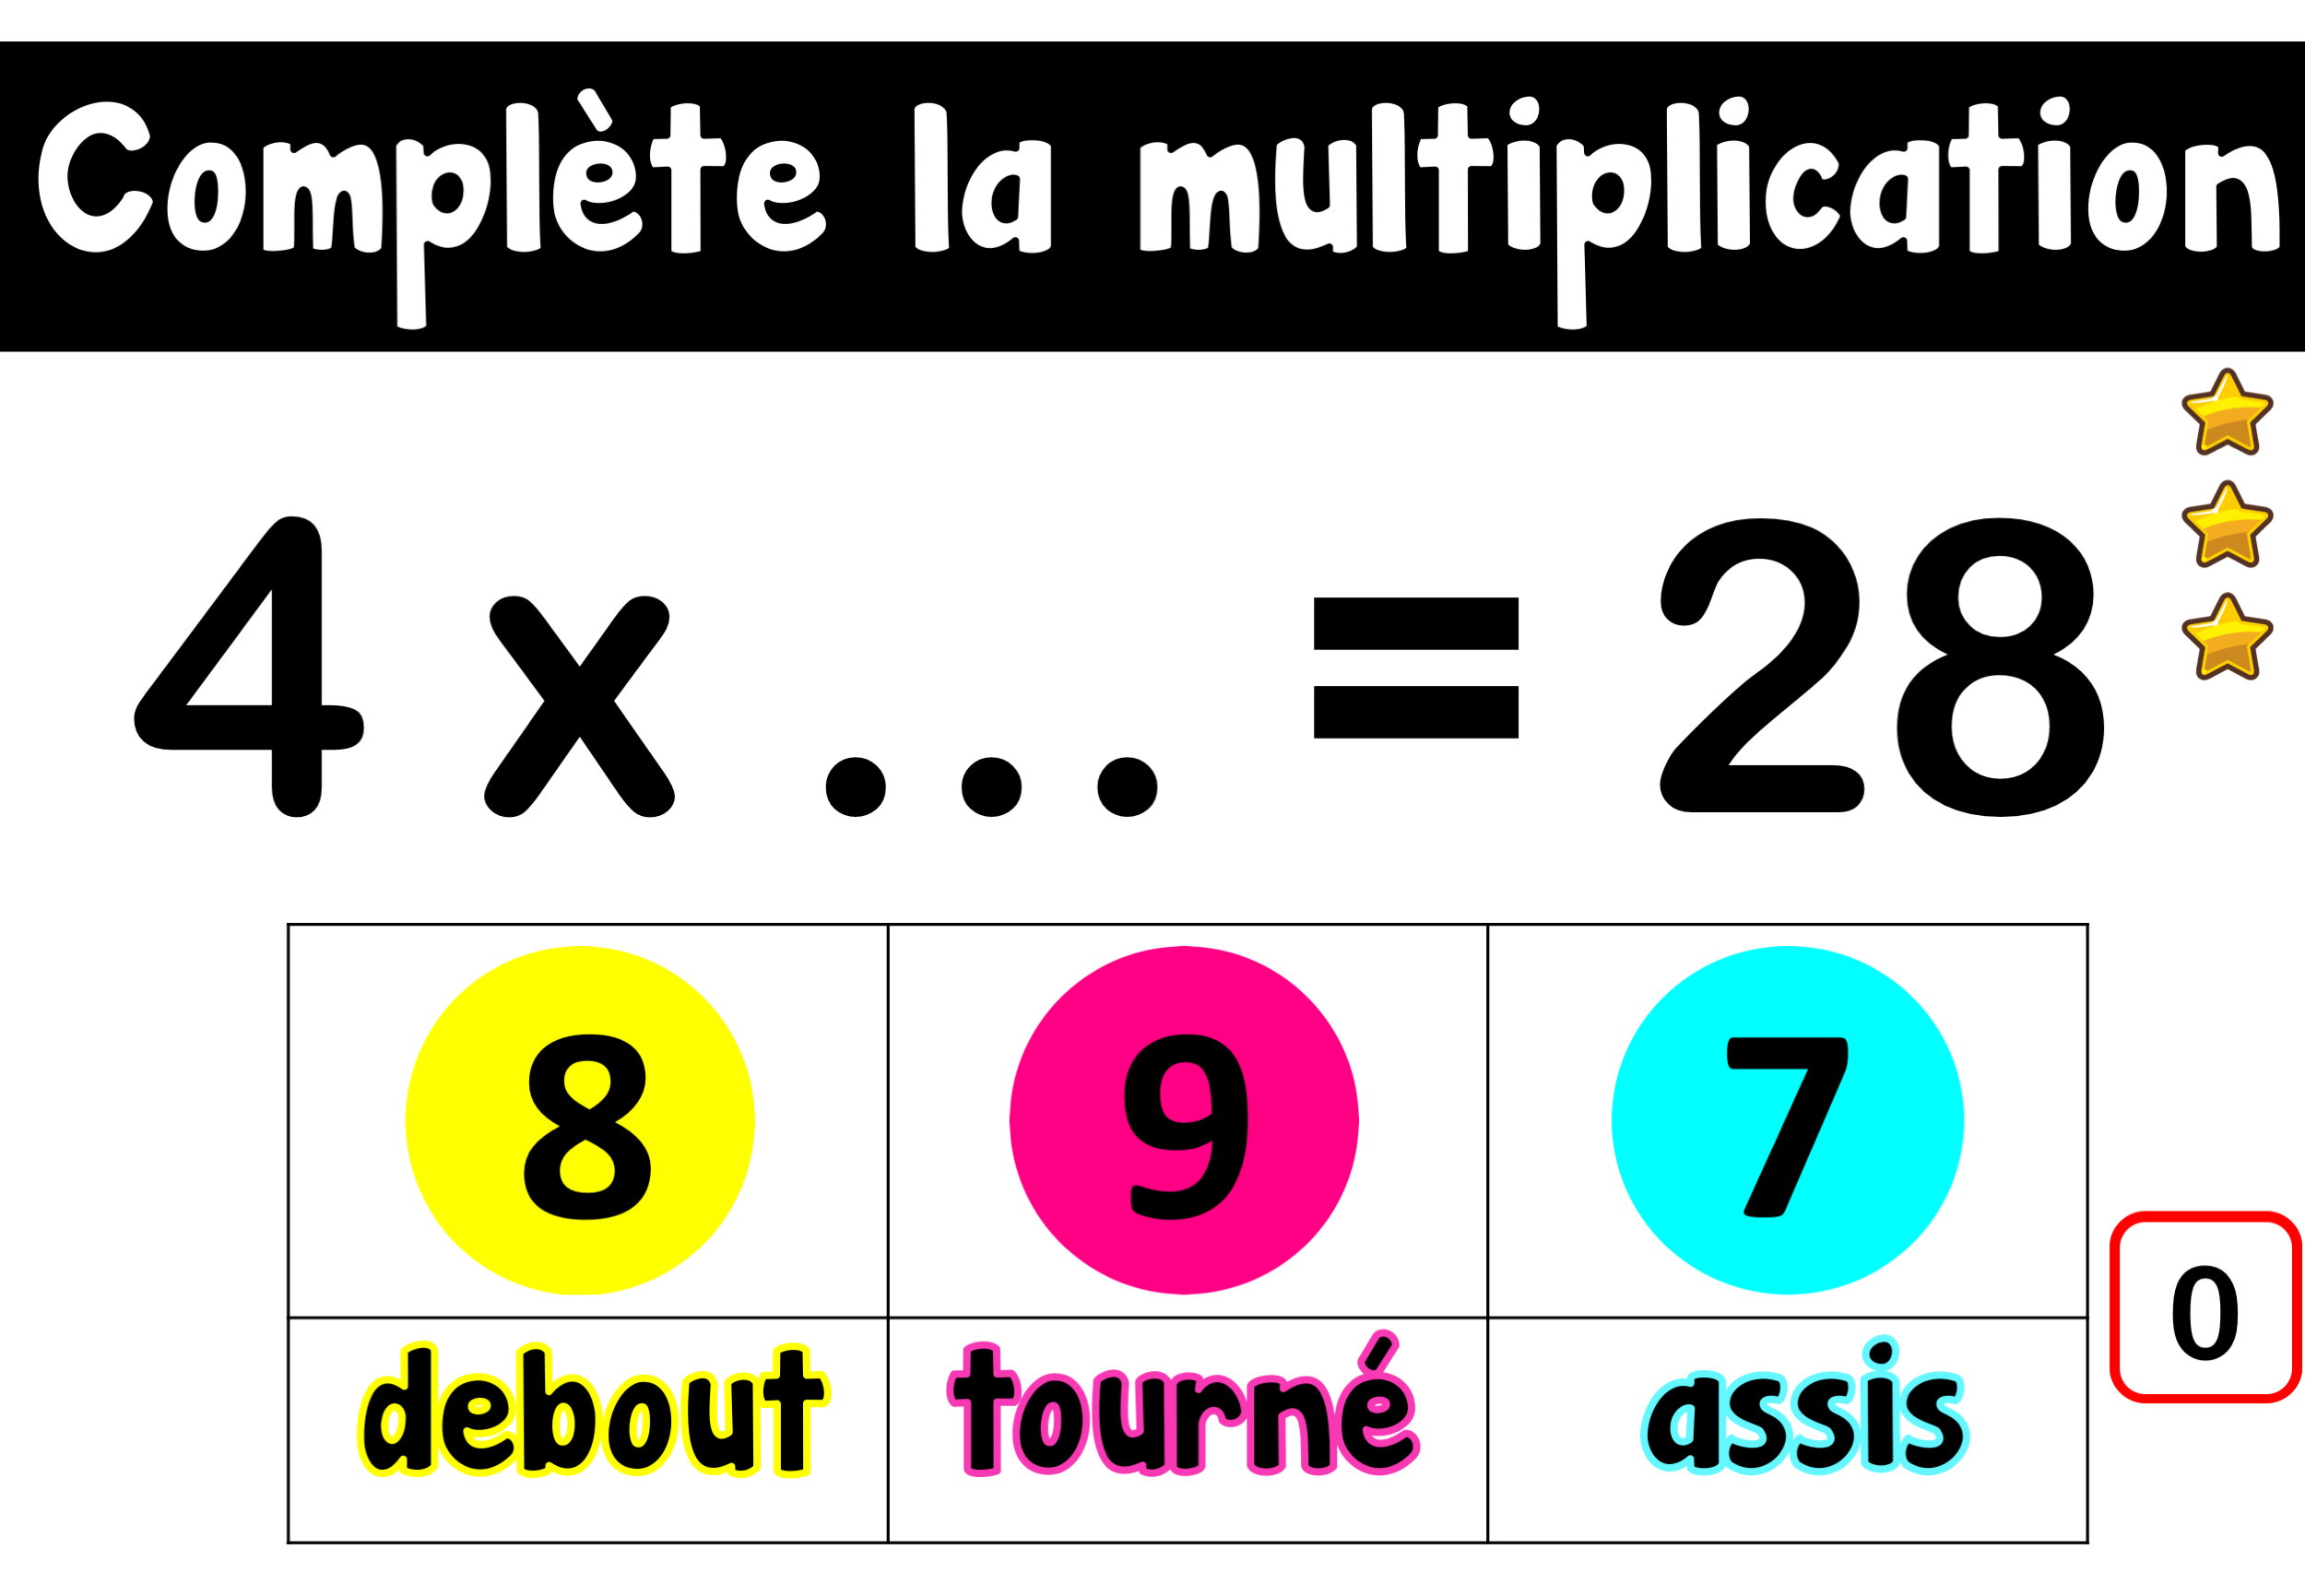 Complète la multiplication
4 x ... = 28
8 9 7
0
debout tourné assis